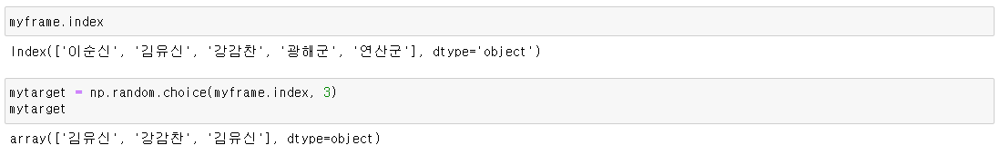 myframe.index
Index(['이순신', '김유신', '강감찬', '광해군', '연산군'], dtype='object')
mytarget = np.random.choice(myframe.index, 3)
mytarget
array(['김유신', '강감찬', '김유신'], dtype=object)